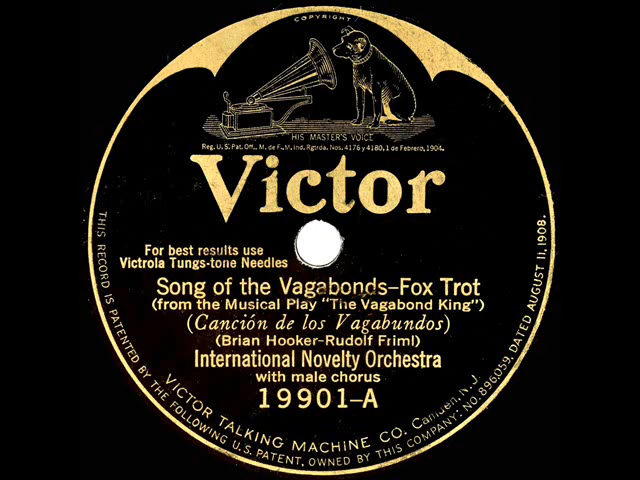 COPYRIGHT
HIS MASTER'S VOICE
Reg. U.S. Pat. Off., M. de F., M. Ind. Rgtrda. Nos. 4176 y 4180, 1 de Febrero, 1904.
Victor
For best results use
Victrola Tungs-tone Needles
Song of the Vagabonds–Fox Trot
(from the Musical Play "The Vagabond King")
(Canción de los Vagabundos)
(Brian Hooker-Rudolf Friml)
International Novelty Orchestra
with male chorus
19901-A
THIS RECORD IS PATENTED BY THE FOLLOWING U.S. PATENT, OWNED BY THIS COMPANY: NO. 896,059, DATED AUGUST 11, 1908.
VICTOR TALKING MACHINE CO. Camden, N. J.